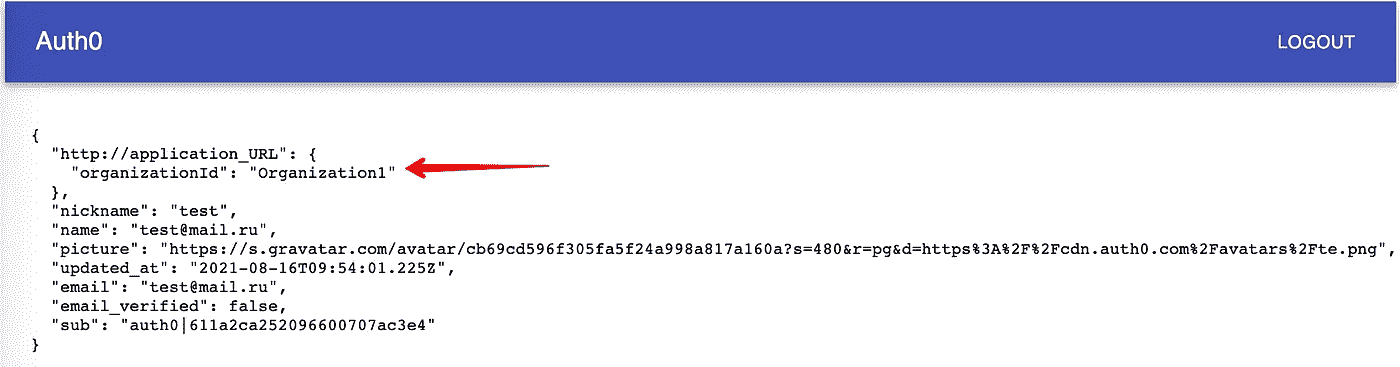 Auth0
LOGOUT
{
"http://application_URL": {
"organizationId": "Organization1"
},
"nickname": "test",
"name": "test@mail.ru",
"picture": "https://s.gravatar.com/avatar/cb69cd596f305fa5f24a998a817a160a?s=480&r=pg&d=https%3A%2F%2Fcdn.auth0.com%2Favatars%2Fte.png",
"updated_at": "2021-08-16T09:54:01.225Z",
"email": "test@mail.ru",
"email_verified": false,
"sub": "auth0|611a2ca252096600707ac3e4"
}